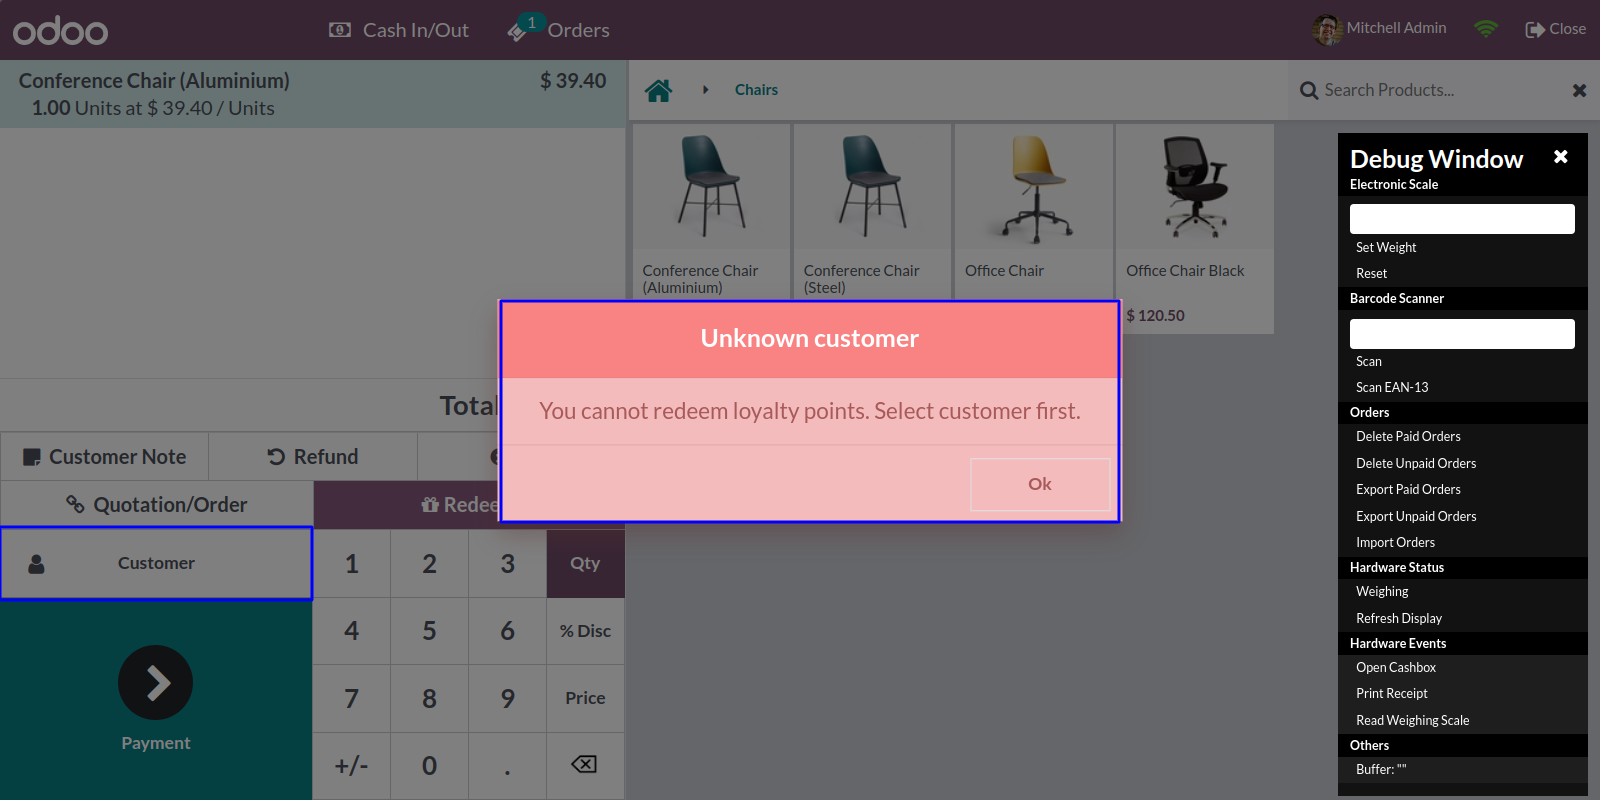 odoo
Cash In/Out
1
Orders
Mitchell Admin
Close
Conference Chair (Aluminium)
$ 39.40
1.00 Units at $ 39.40 / Units
Chairs
Search Products...
Conference Chair
(Aluminium)
Conference Chair
(Steel)
Office Chair
Office Chair Black
$ 120.50
Unknown customer
You cannot redeem loyalty points. Select customer first.
Ok
Total
Customer Note
Refund
Quotation/Order
Redee
Customer
Payment
1
2
3
Qty
4
5
6
% Disc
7
8
9
Price
+/-
0
.
Debug Window
Electronic Scale
Set Weight
Reset
Barcode Scanner
Scan
Scan EAN-13
Orders
Delete Paid Orders
Delete Unpaid Orders
Export Paid Orders
Export Unpaid Orders
Import Orders
Hardware Status
Weighing
Refresh Display
Hardware Events
Open Cashbox
Print Receipt
Read Weighing Scale
Others
Buffer: ""